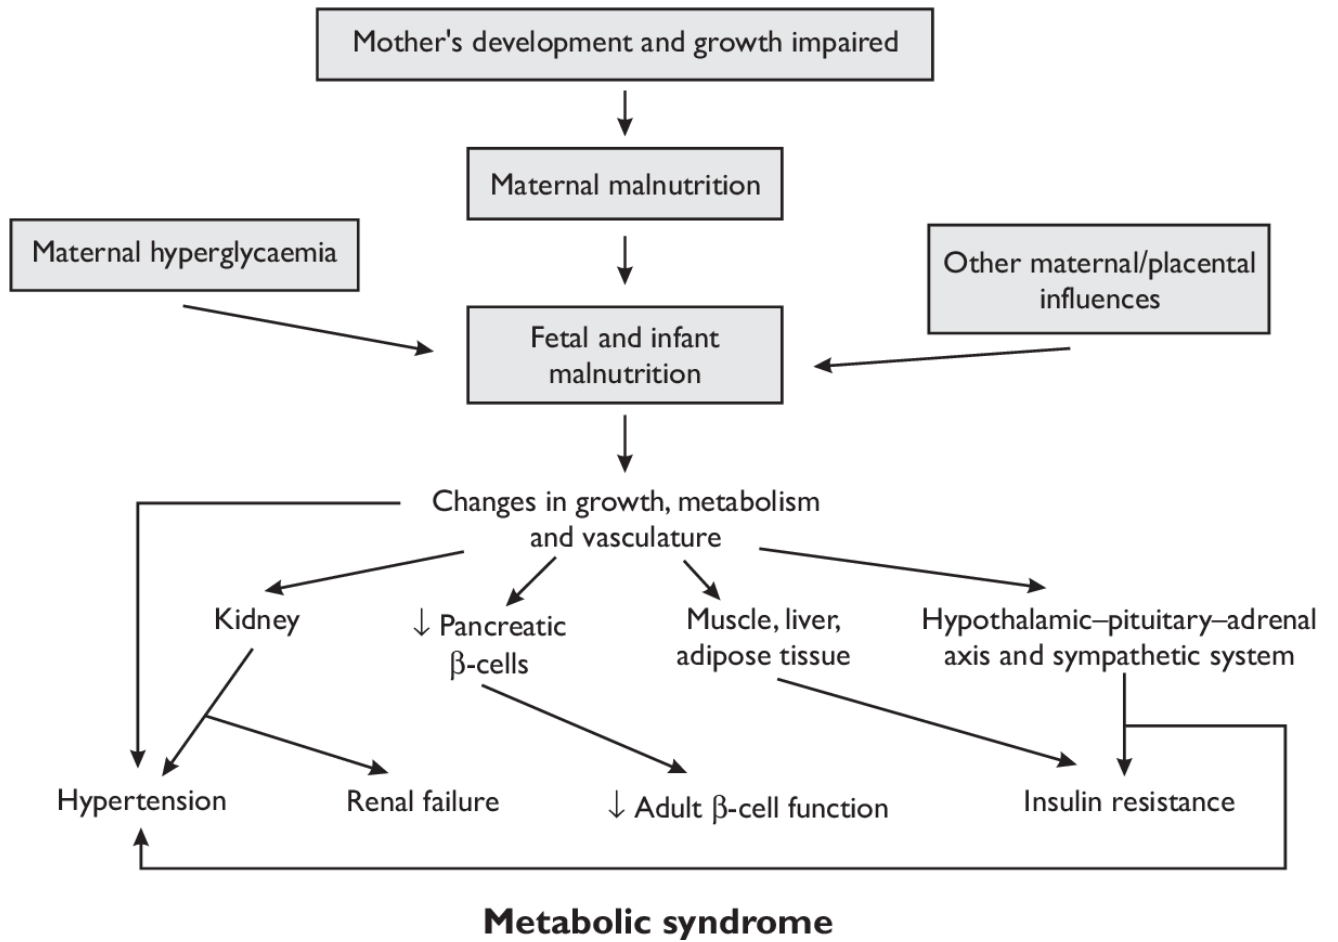 Mother's development and growth impaired
Maternal malnutrition
Maternal hyperglycaemia
Other maternal/placental
influences
Fetal and infant
malnutrition
Changes in growth, metabolism
and vasculature
Kidney
↓ Pancreatic
β-cells
Muscle, liver,
adipose tissue
Hypothalamic–pituitary–adrenal
axis and sympathetic system
Hypertension
Renal failure
↓ Adult β-cell function
Insulin resistance
Metabolic syndrome